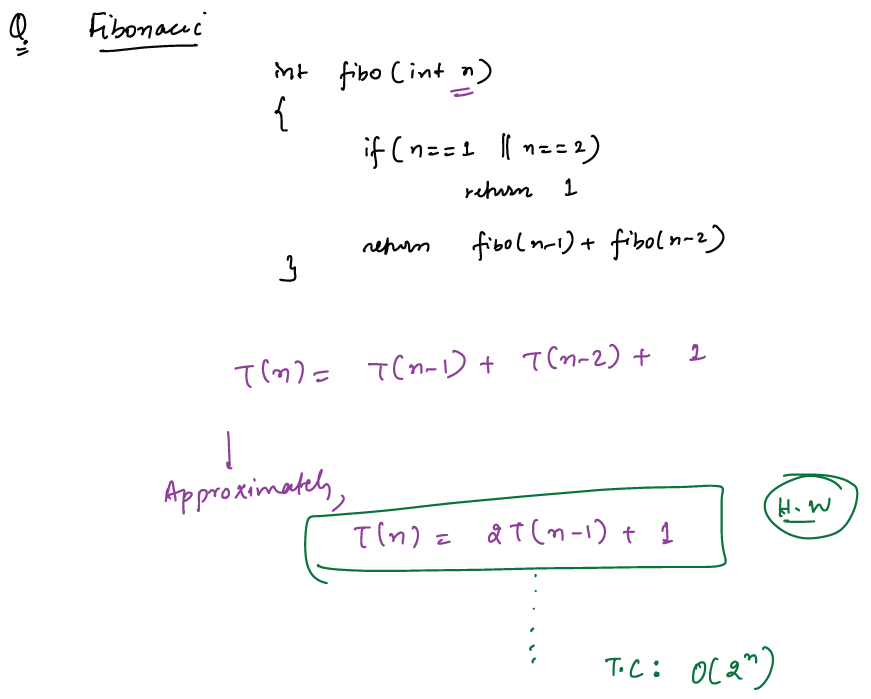 Q. Fibonacci
int fibo (int n)
{
if (n==1 || n==2)
return 1
return fibo(n-1) + fibo(n-2)
}
T(n) = T(n-1) + T(n-2) + 1
Approximately,
H.W
T(n) = 2T(n-1) + 1
T.C: O(2ⁿ)